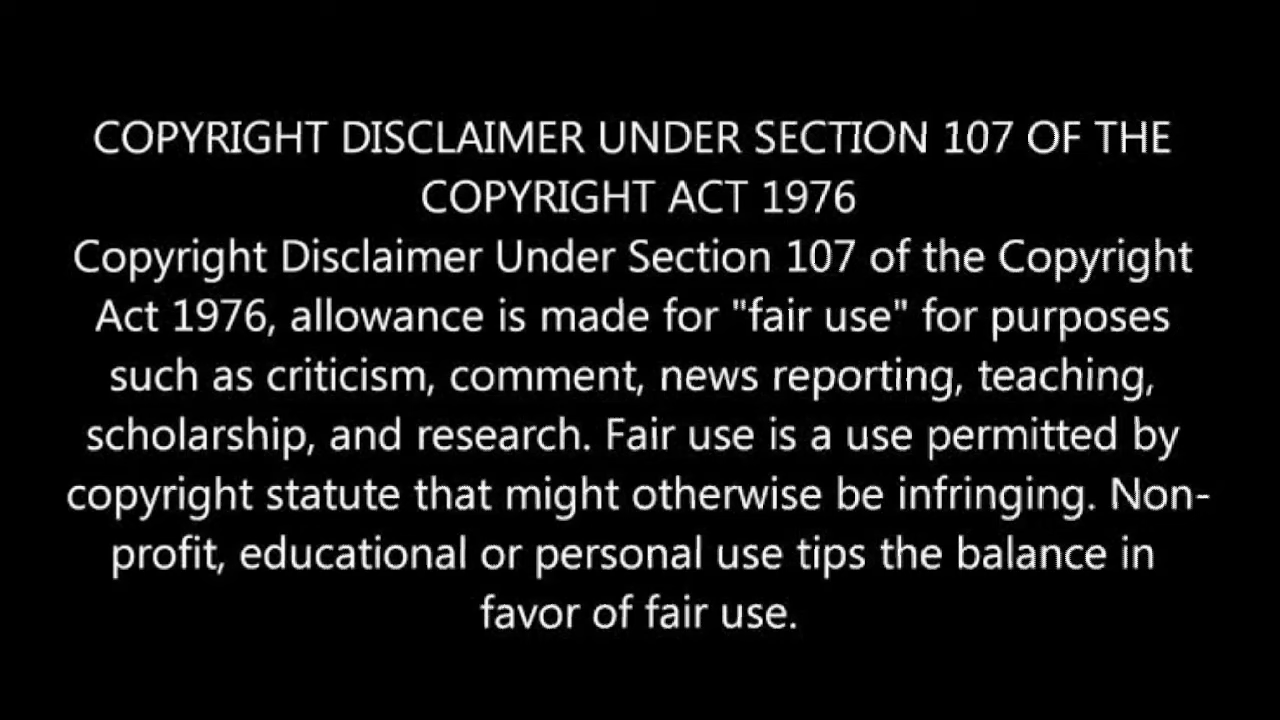 COPYRIGHT DISCLAIMER UNDER SECTION 107 OF THE
COPYRIGHT ACT 1976
Copyright Disclaimer Under Section 107 of the Copyright
Act 1976, allowance is made for "fair use" for purposes
such as criticism, comment, news reporting, teaching,
scholarship, and research. Fair use is a use permitted by
copyright statute that might otherwise be infringing. Non-
profit, educational or personal use tips the balance in
favor of fair use.